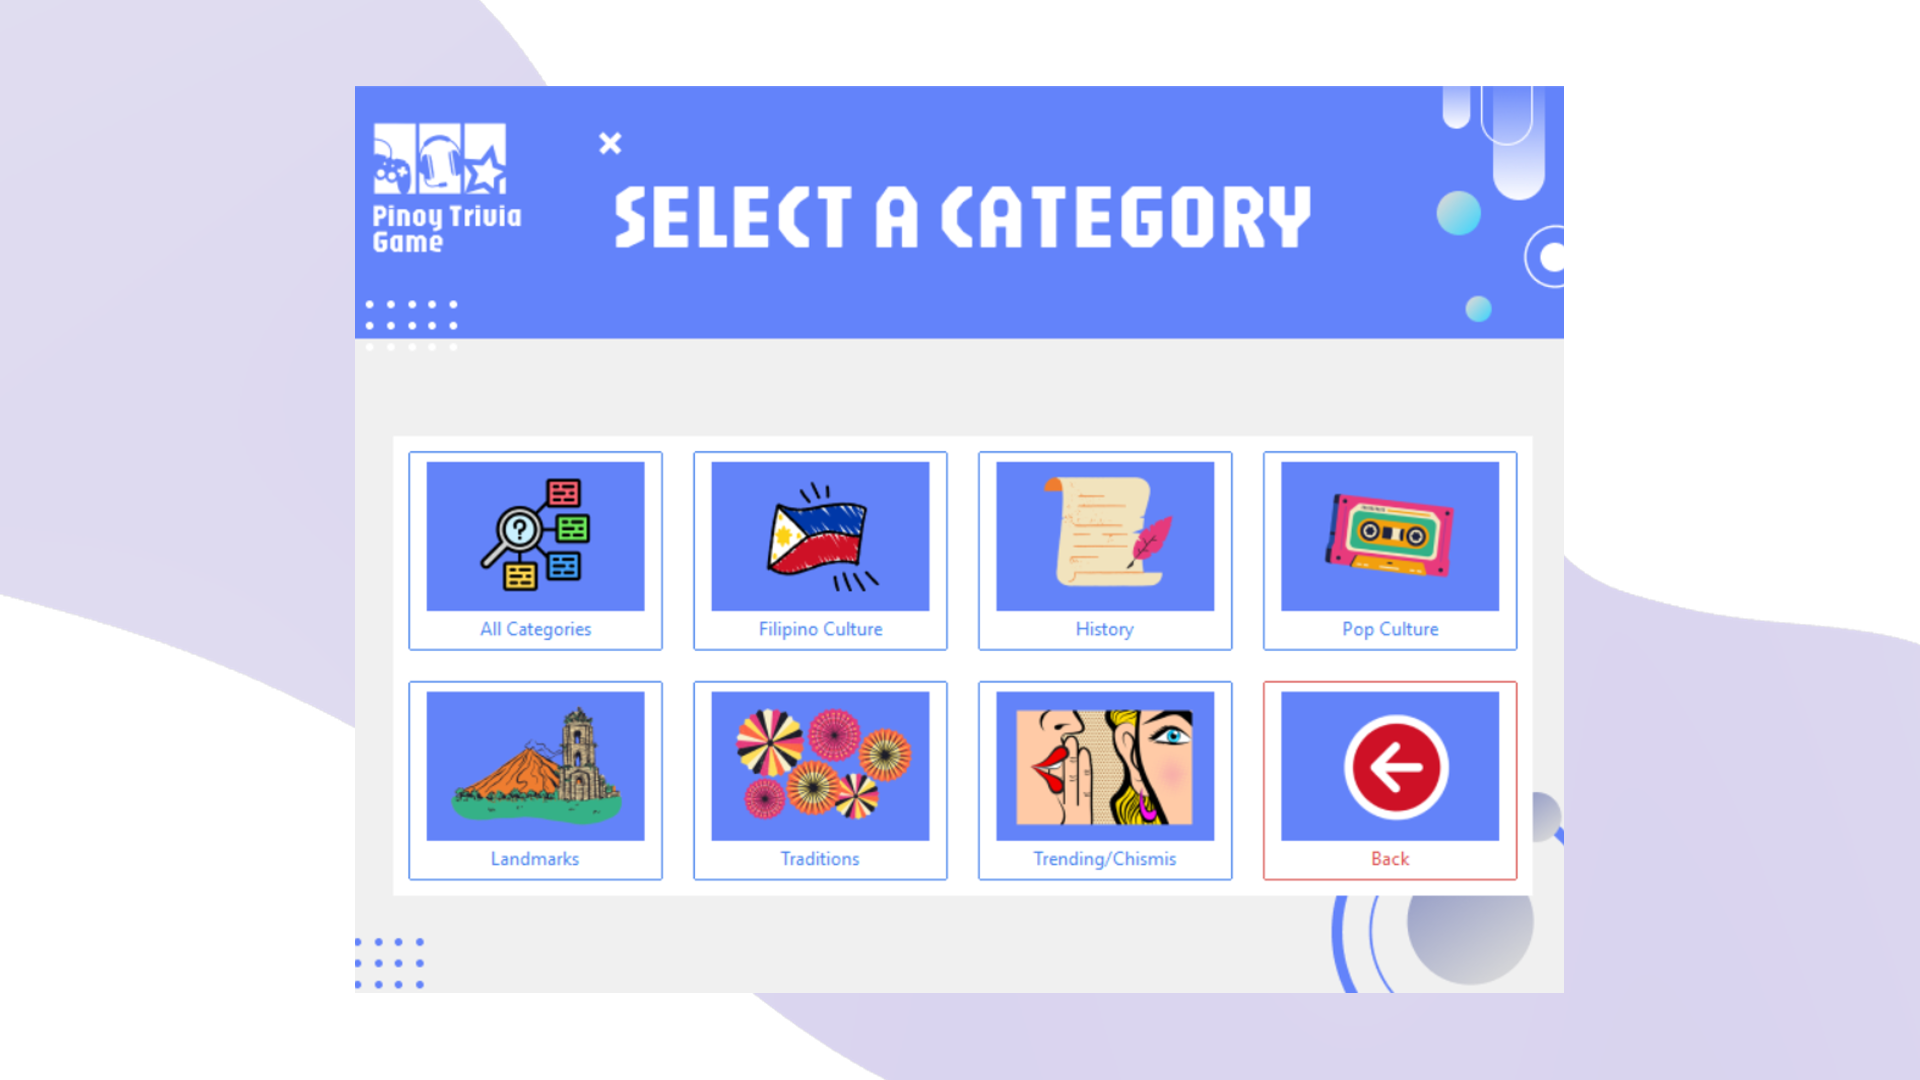 Pinoy Trivia
Game
SELECT A CATEGORY
All Categories
Filipino Culture
History
Pop Culture
Landmarks
Traditions
Trending/Chismis
Back